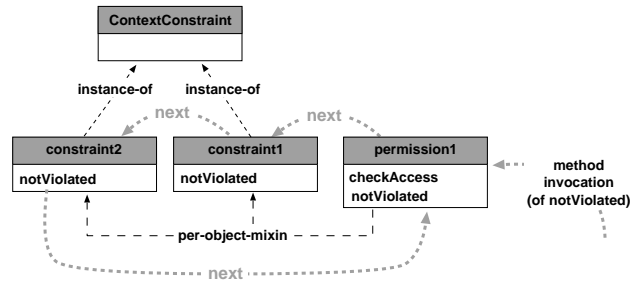 ContextConstraint
instance-of
instance-of
next
next
constraint2
constraint1
permission1
notViolated
notViolated
checkAccess
notViolated
method
invocation
(of notViolated)
per-object-mixin
next